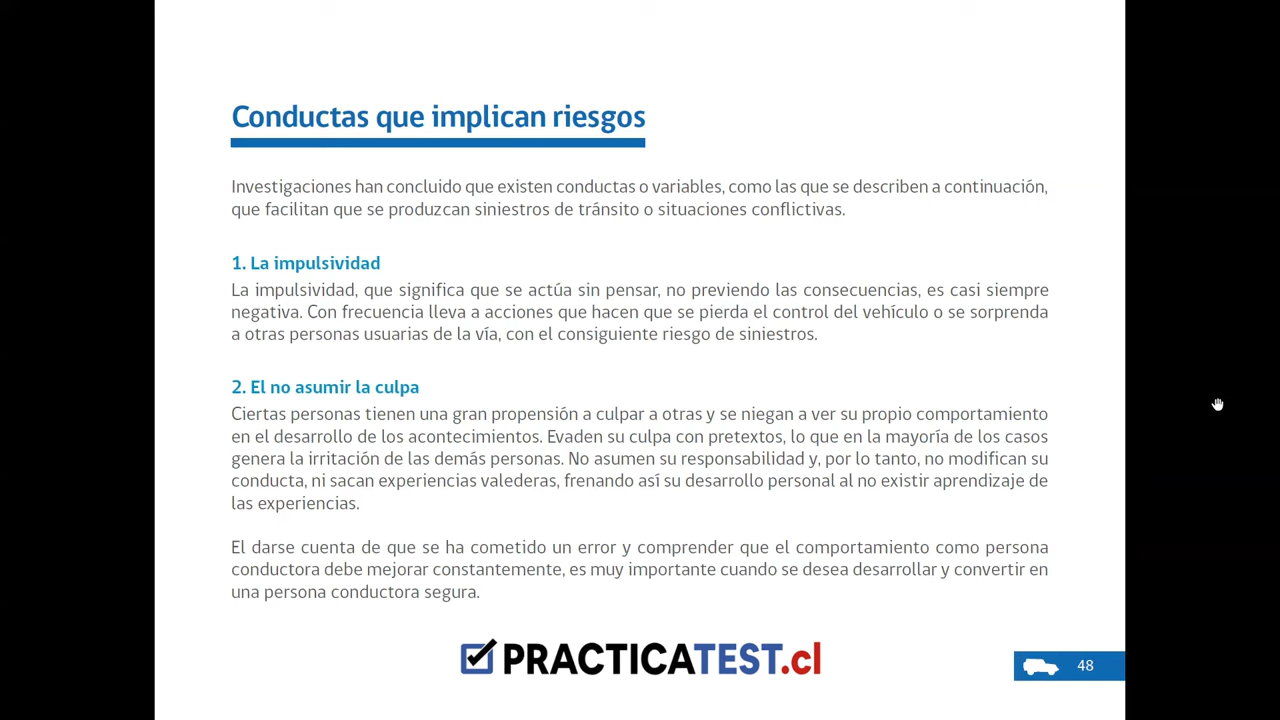 Conductas que implican riesgos
Investigaciones han concluido que existen conductas o variables, como las que se describen a continuación,
que facilitan que se produzcan siniestros de tránsito o situaciones conflictivas.
1. La impulsividad
La impulsividad, que significa que se actúa sin pensar, no previendo las consecuencias, es casi siempre
negativa. Con frecuencia lleva a acciones que hacen que se pierda el control del vehículo o se sorprenda
a otras personas usuarias de la vía, con el consiguiente riesgo de siniestros.
2. El no asumir la culpa
Ciertas personas tienen una gran propensión a culpar a otras y se niegan a ver su propio comportamiento
en el desarrollo de los acontecimientos. Evaden su culpa con pretextos, lo que en la mayoría de los casos
genera la irritación de las demás personas. No asumen su responsabilidad y, por lo tanto, no modifican su
conducta, ni sacan experiencias valederas, frenando así su desarrollo personal al no existir aprendizaje de
las experiencias.
El darse cuenta de que se ha cometido un error y comprender que el comportamiento como persona
conductora debe mejorar constantemente, es muy importante cuando se desea desarrollar y convertir en
una persona conductora segura.
PRACTICATEST.cl
48